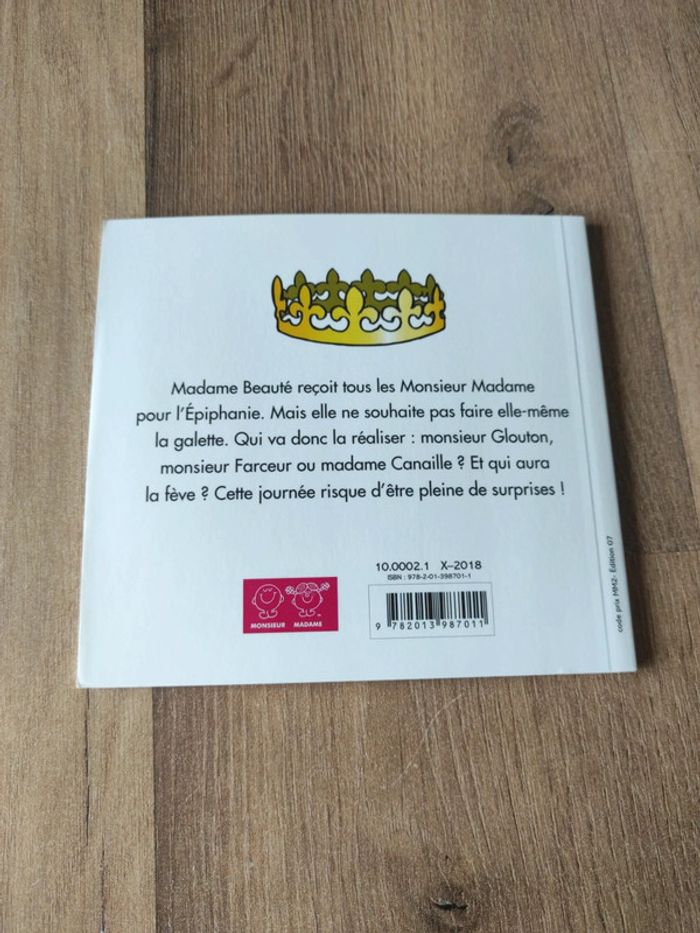 Madame Beauté reçoit tous les Monsieur Madame
pour l'Épiphanie. Mais elle ne souhaite pas faire elle-même
la galette. Qui va donc la réaliser : monsieur Glouton,
monsieur Farceur ou madame Canaille ? Et qui aura
la fève ? Cette journée risque d'être pleine de surprises !
10.0002.1 X-2018
ISBN : 978-2-01-398701-1
MONSIEUR MADAME
9 782013 987011
code prix MM2- Édition 07